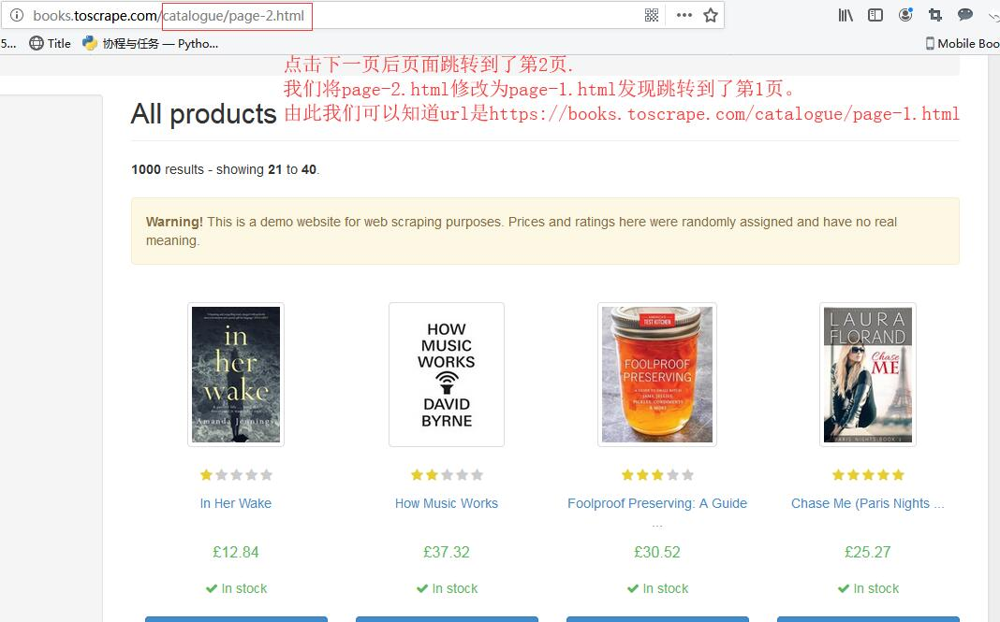 books.toscrape.com/catalogue/page-2.html
5... Title 协程与任务 — Pytho... Mobile Boo
点击下一页后页面跳转到了第2页.
我们将page-2.html修改为page-1.html发现跳转到了第1页。
由此我们可以知道url是https://books.toscrape.com/catalogue/page-1.html
All products
1000 results - showing 21 to 40.
Warning! This is a demo website for web scraping purposes. Prices and ratings here were randomly assigned and have no real
meaning.
in
her
wake
Amanda Jennings
HOW
MUSIC
WORKS
DAVID
BYRNE
AMERICA'S
TEST KITCHEN
FOOLPROOF
PRESERVING
A GUIDE TO SMALL BATCH
JAMS, JELLIES,
PICKLES, CONDIMENTS
& MORE
LAURA
FLORAND
Chase
ME
PARIS NIGHTS BOOK 2
In Her Wake
How Music Works
Foolproof Preserving: A Guide
...
Chase Me (Paris Nights ...
£12.84
£37.32
£30.52
£25.27
In stock
In stock
In stock
In stock